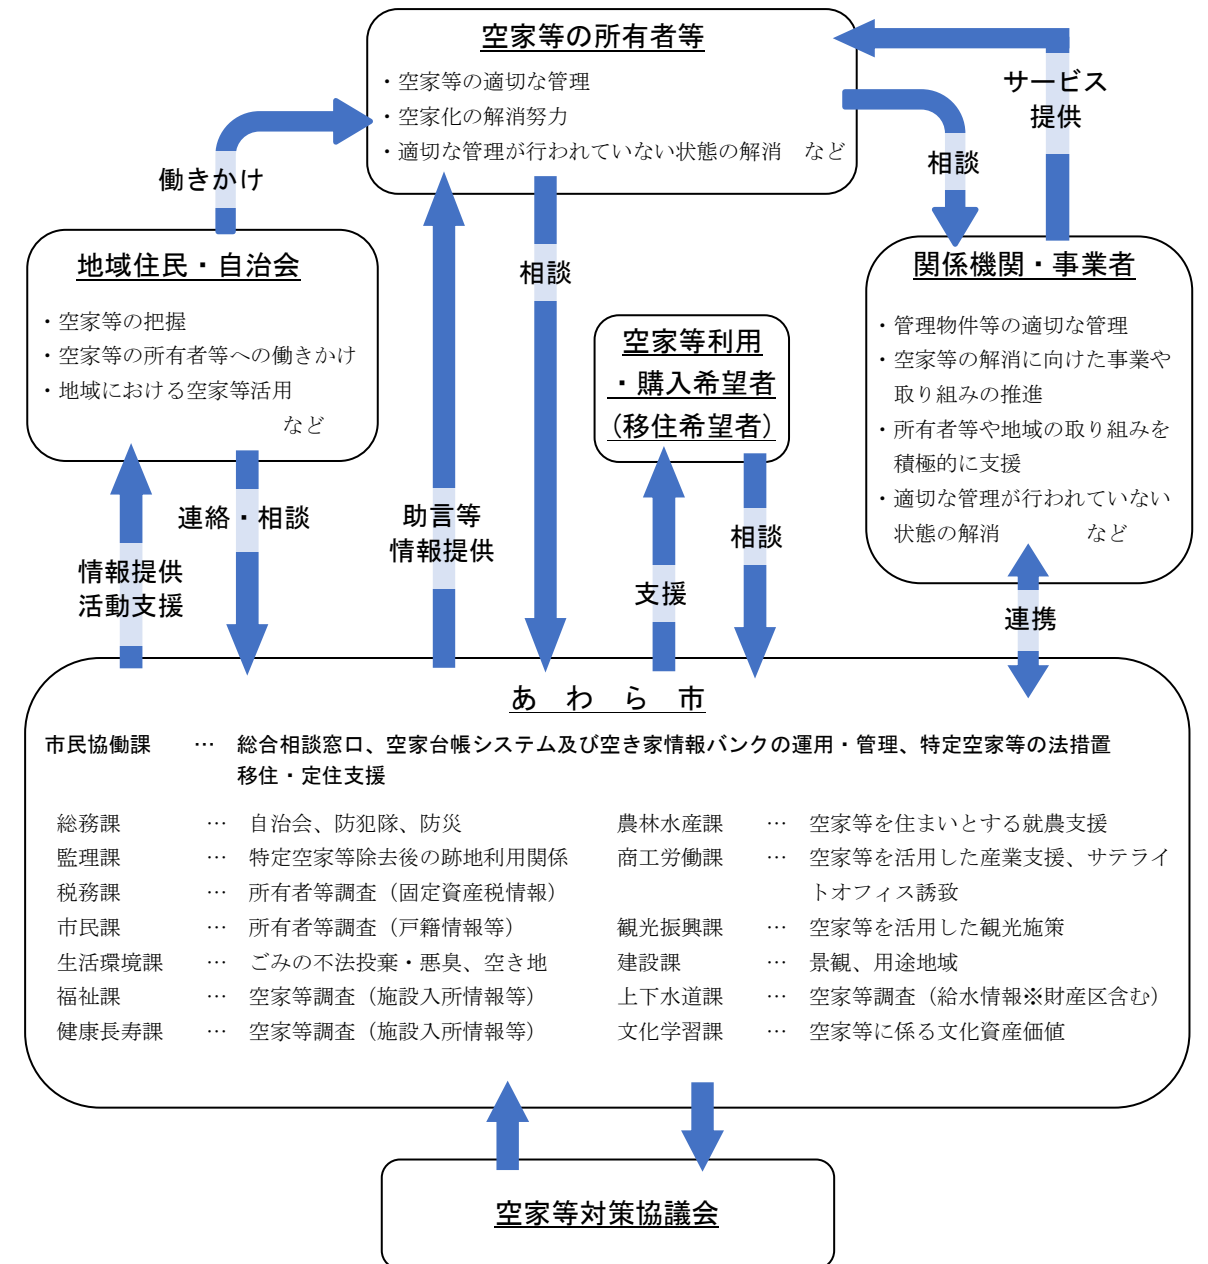 空家等の所有者等
・空家等の適切な管理
・空家化の解消努力
・適切な管理が行われていない状態の解消　など
サービス
提供
相談
働きかけ
地域住民・自治会
・空家等の把握
・空家等の所有者等への働きかけ
・地域における空家等活用
など
相談
空家等利用
・購入希望者
（移住希望者）
関係機関・事業者
・管理物件等の適切な管理
・空家等の解消に向けた事業や
取り組みの推進
・所有者等や地域の取り組みを
積極的に支援
・適切な管理が行われていない
状態の解消　　　　など
連絡・相談
情報提供
活動支援
助言等
情報提供
支援
相談
連携
あ　わ　ら　市
市民協働課　…　総合相談窓口、空家台帳システム及び空き家情報バンクの運用・管理、特定空家等の法措置
移住・定住支援
総務課　…　自治会、防犯隊、防災
監理課　…　特定空家等除去後の跡地利用関係
税務課　…　所有者等調査（固定資産税情報）
市民課　…　所有者等調査（戸籍情報等）
生活環境課　…　ごみの不法投棄・悪臭、空き地
福祉課　…　空家等調査（施設入所情報等）
健康長寿課　…　空家等調査（施設入所情報等）
農林水産課　…　空家等を住まいとする就農支援
商工労働課　…　空家等を活用した産業支援、サテライ
トオフィス誘致
観光振興課　…　空家等を活用した観光施策
建設課　…　景観、用途地域
上下水道課　…　空家等調査（給水情報※財産区含む）
文化学習課　…　空家等に係る文化資産価値
空家等対策協議会